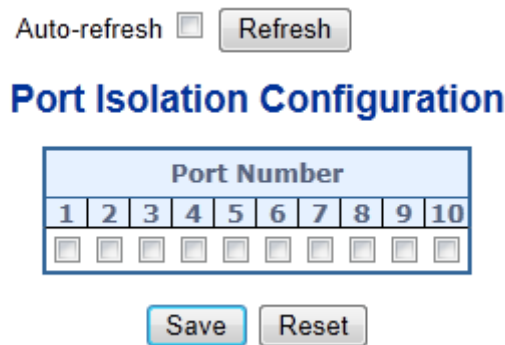 Auto-refresh Refresh
Port Isolation Configuration
Port Number
1 2 3 4 5 6 7 8 9 10
Save Reset